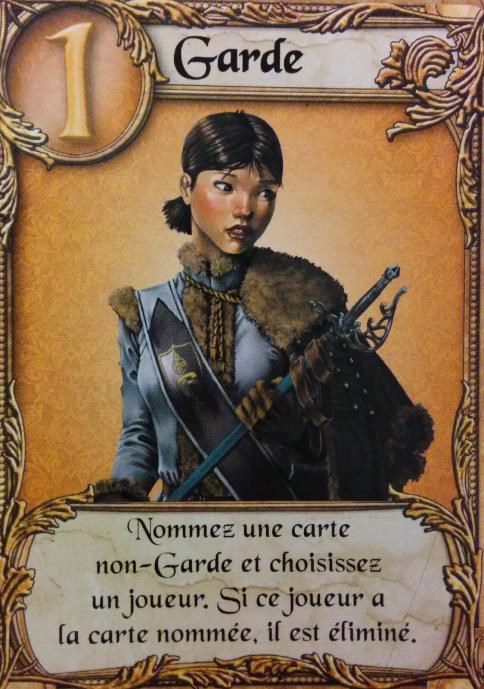 1
Garde
Nommez une carte
non-Garde et choisissez
un joueur. Si ce joueur a
la carte nommée, il est éliminé.